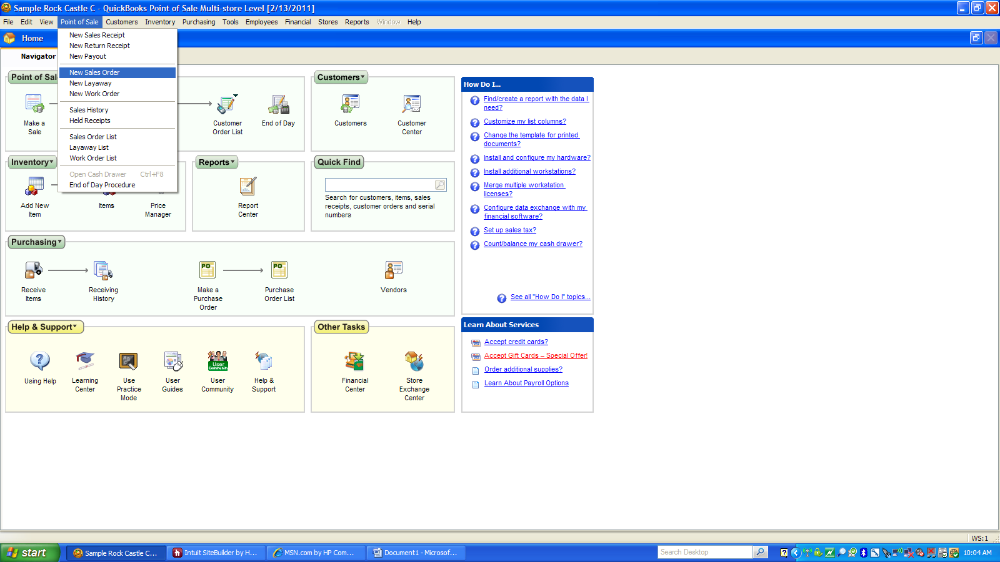 Sample Rock Castle C - QuickBooks Point of Sale Multi-store Level [2/13/2011]
File Edit View Point of Sale Customers Inventory Purchasing Tools Employees Financial Stores Reports Window Help
Home
Navigator
New Sales Receipt
New Return Receipt
New Payout
New Sales Order
New Layaway
New Work Order
Sales History
Held Receipts
Sales Order List
Layaway List
Work Order List
Open Cash Drawer Ctrl+F8
End of Day Procedure
Point of Sal
Make a
Sale
Customer
Order List
End of Day
Customers
Customers
Customer
Center
Inventory
Add New
Item
Items
Price
Manager
Reports
Report
Center
Quick Find
Search for customers, items, sales
receipts, customer orders and serial
numbers
Purchasing
Receive
Items
Receiving
History
PO
Make a
Purchase
Order
PO
Purchase
Order List
Vendors
Help & Support
Using Help
Learning
Center
Use
Practice
Mode
User
Guides
User
Community
User
Community
Help &
Support
Other Tasks
Financial
Center
Store
Exchange
Center
How Do I...
Find/create a report with the data I
need?
Customize my list columns?
Change the template for printed
documents?
Install and configure my hardware?
Install additional workstations?
Merge multiple workstation
licenses?
Configure data exchange with my
financial software?
Set up sales tax?
Count/balance my cash drawer?
See all "How Do I" topics...
Learn About Services
Accept credit cards?
Accept Gift Cards – Special Offer!
Order additional supplies?
Learn About Payroll Options
WS:1
start
Sample Rock Castle C...
Intuit SiteBuilder by H...
MSN.com by HP Com...
Document1 - Microsof...
Search Desktop
10:04 AM